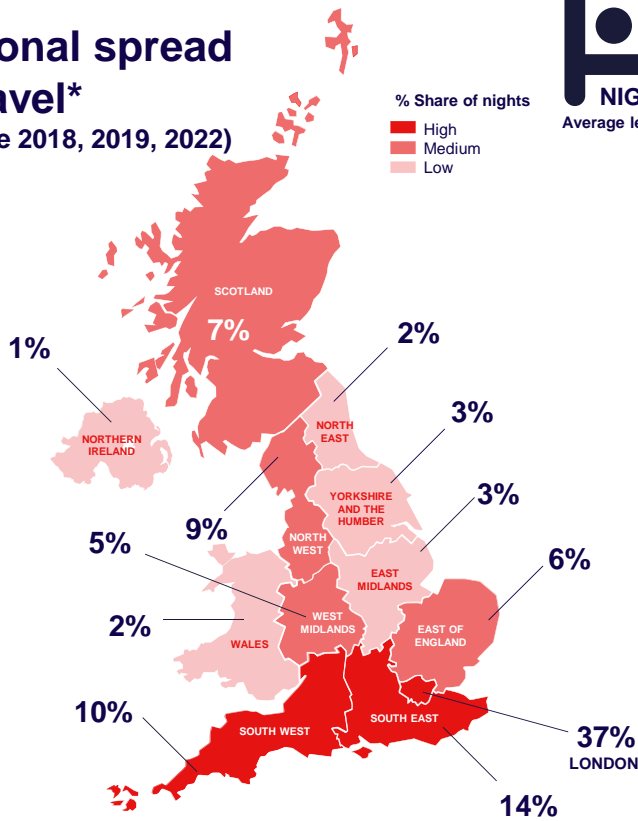 onal spread
avel*
e 2018, 2019, 2022)
NIG
Average le
% Share of nights
High
Medium
Low
SCOTLAND
7%
1%
2%
NORTHERN
IRELAND
NORTH
EAST
3%
YORKSHIRE
AND THE
HUMBER
3%
9%
NORTH
WEST
5%
EAST
MIDLANDS
6%
2%
WALES
WEST
MIDLANDS
EAST OF
ENGLAND
10%
SOUTH WEST
SOUTH EAST
37%
LONDON
14%